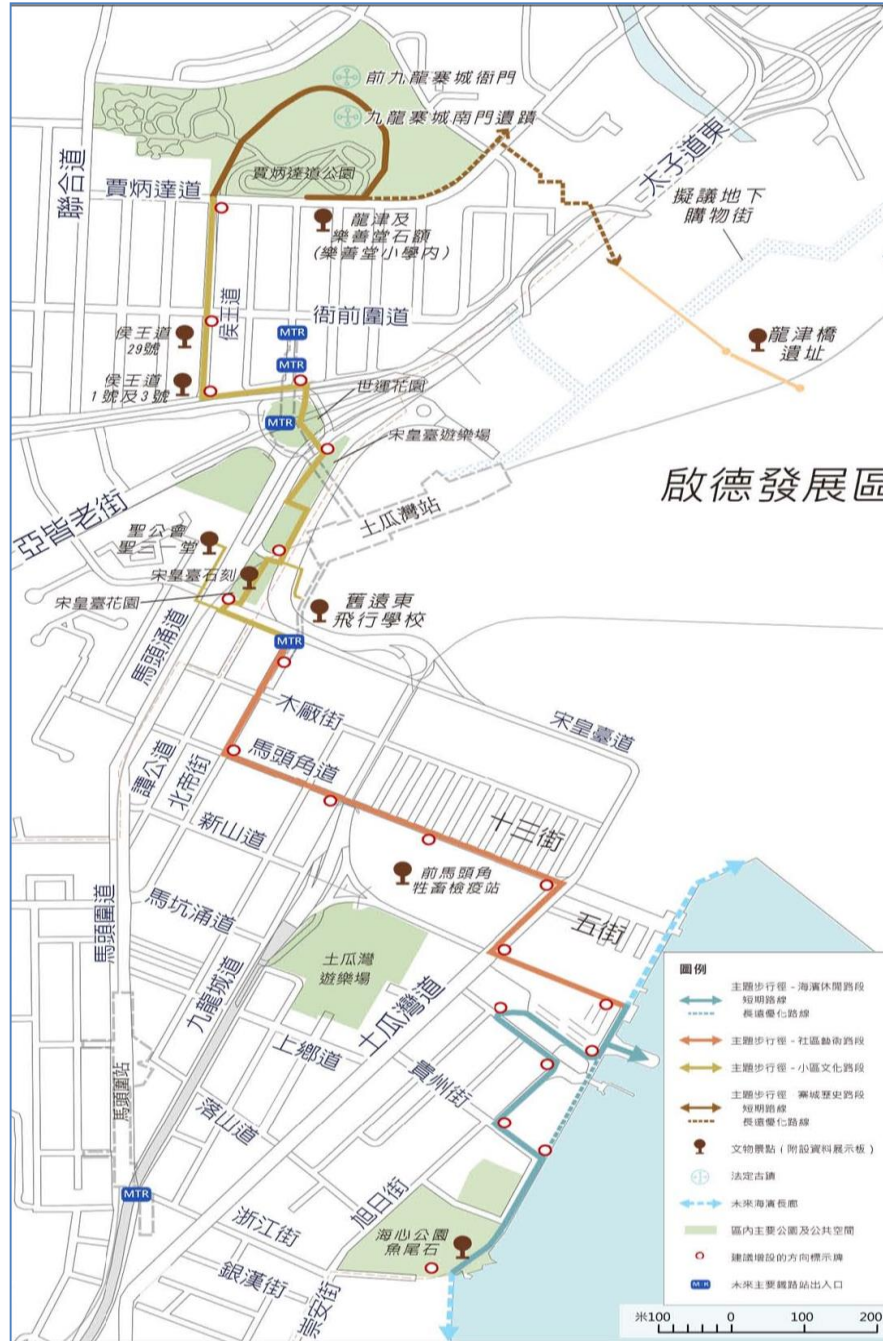 前九龍寨城衙門
九龍寨城南門遺蹟
聯合道
賈炳達道
賈炳達道公園
太子道東
擬議地下
購物街
龍津及
樂善堂石額
(樂善堂小學內)
侯王道
衙前圍道
侯王道
29號
MTR
MTR
龍津橋
遺址
侯王道
1號及3號
世運花園
MTR
宋皇臺遊樂場
啟德發展區
亞皆老街
土瓜灣站
聖公會
聖三一堂
宋皇臺石刻
宋皇臺花園
舊遠東
飛行學校
馬頭涌道
MTR
木廠街
宋皇臺道
馬頭角道
譚公道
北帝街
新山道
十三街
前馬頭角
牲畜檢疫站
馬坑涌道
馬頭圍道
五街
土瓜灣
遊樂場
九龍城道
土瓜灣道
上鄉道
貴州街
馬頭圍站
落山道
MTR
旭日街
浙江街
海心公園
魚尾石
銀漢街
崇安街
圖例
主題步行徑 - 海濱休閒路段
短期路線
長遠優化路線
主題步行徑 - 社區藝術路段
主題步行徑 - 小區文化路段
主題步行徑 寨城歷史路段
短期路線
長遠優化路線
文物景點 ( 附設資料展示板 )
法定古蹟
未來海濱長廊
區內主要公園及公共空間
建議增設的方向標示牌
未來主要鐵路站出入口
米100 0 100 200